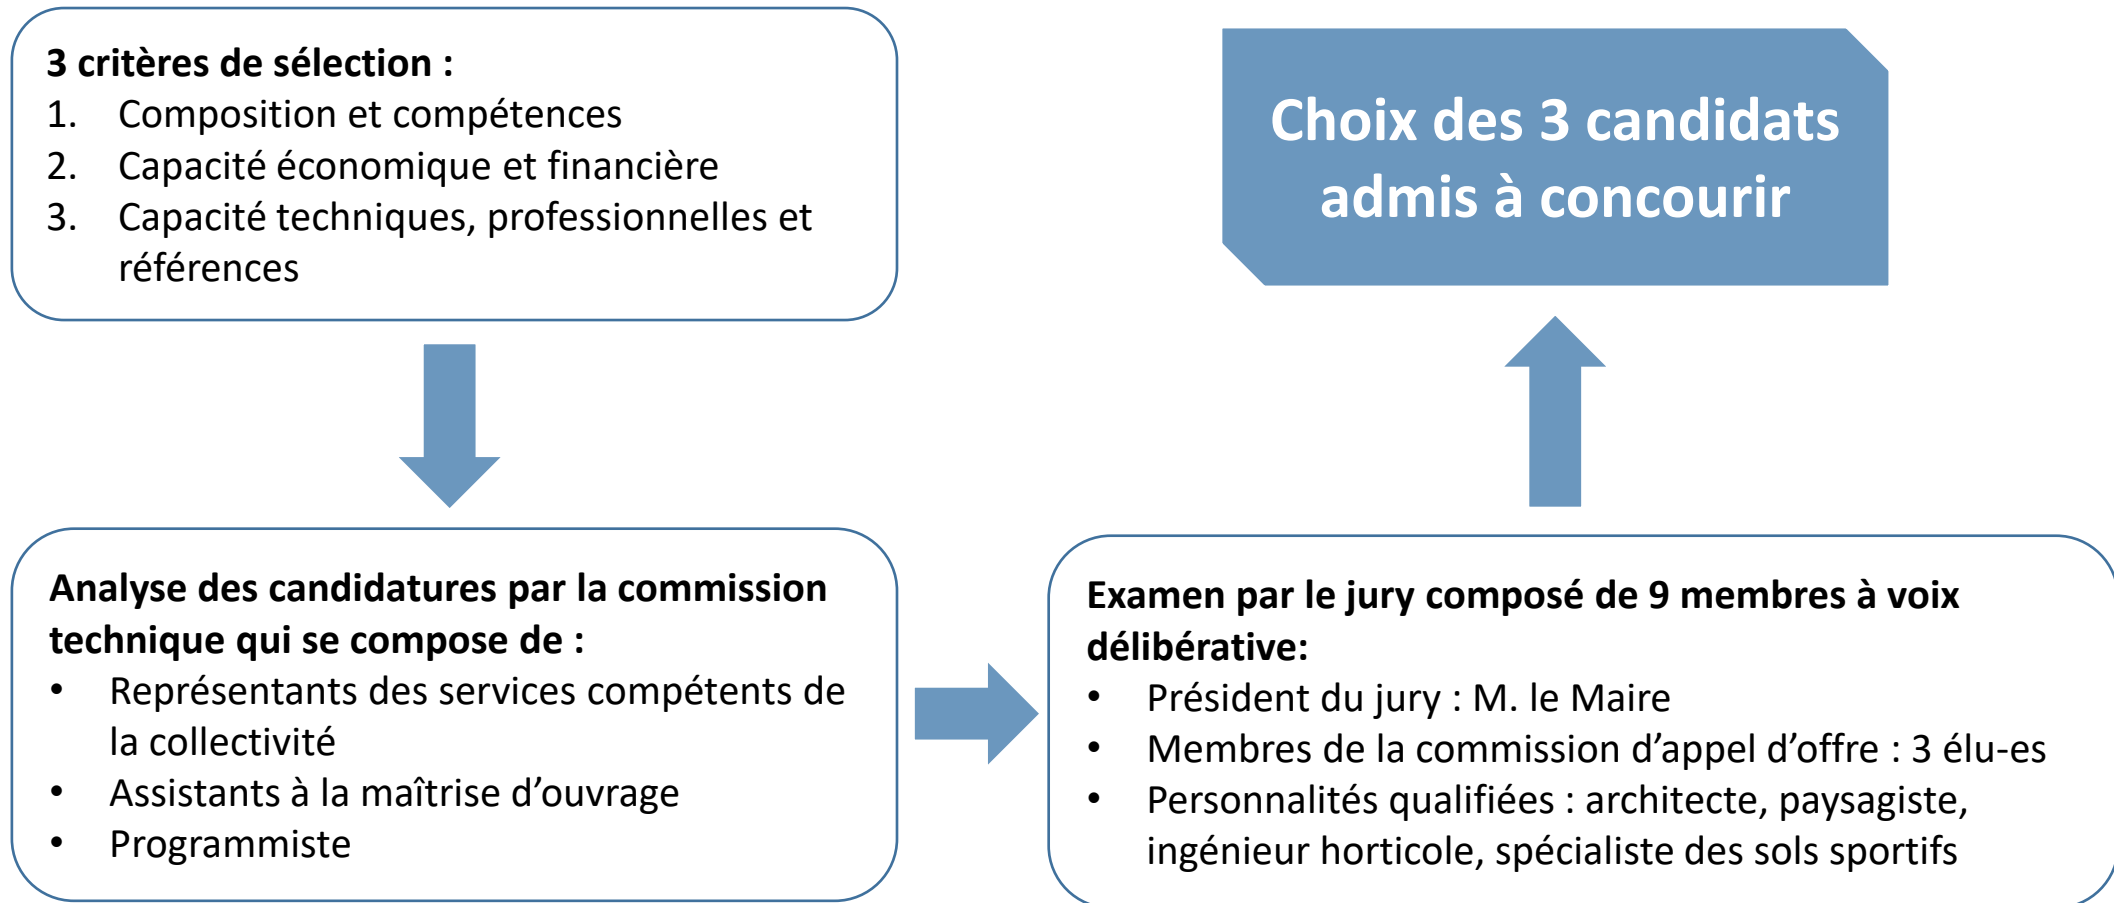 3 critères de sélection :
1. Composition et compétences
2. Capacité économique et financière
3. Capacité techniques, professionnelles et
références
Analyse des candidatures par la commission
technique qui se compose de :
• Représentants des services compétents de
la collectivité
• Assistants à la maîtrise d’ouvrage
• Programmiste
Examen par le jury composé de 9 membres à voix
délibérative:
• Président du jury : M. le Maire
• Membres de la commission d’appel d’offre : 3 élu-es
• Personnalités qualifiées : architecte, paysagiste,
ingénieur horticole, spécialiste des sols sportifs
Choix des 3 candidats
admis à concourir